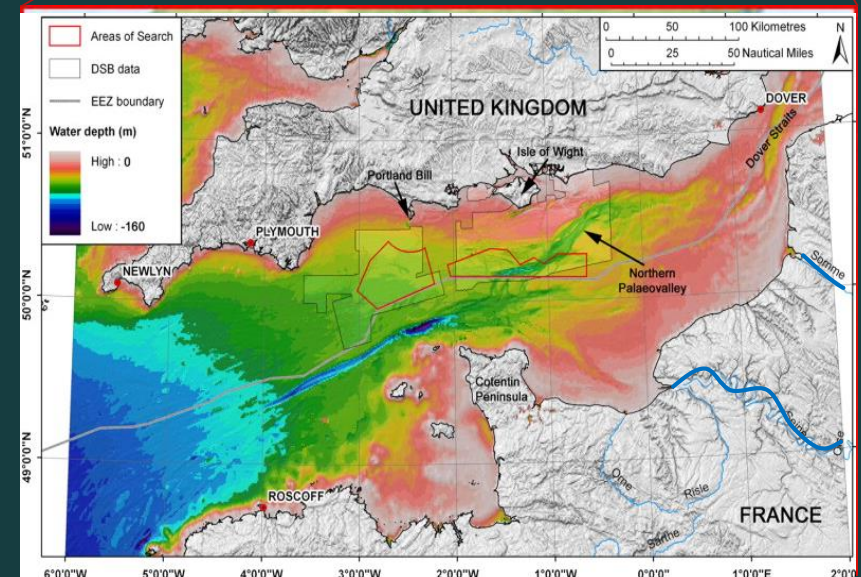 Areas of Search
DSB data
EEZ boundary
Water depth (m)
High : 0
Low : -160
0 50 100 Kilometres
0 25 50 Nautical Miles
N
UNITED KINGDOM
DOVER
Dover Straits
Isle of Wight
Portland Bill
PLYMOUTH
NEWLYN
Northern
Palaeovalley
Somme
Cotentin
Peninsula
Seine
Oise
Orne
Risle
Sarthe
ROSCOFF
FRANCE
51°0'0"N
50°0'0"N
49°0'0"N
6°0'0"W 5°0'0"W 4°0'0"W 3°0'0"W 2°0'0"W 1°0'0"W 0°0'0" 1°0'0"E